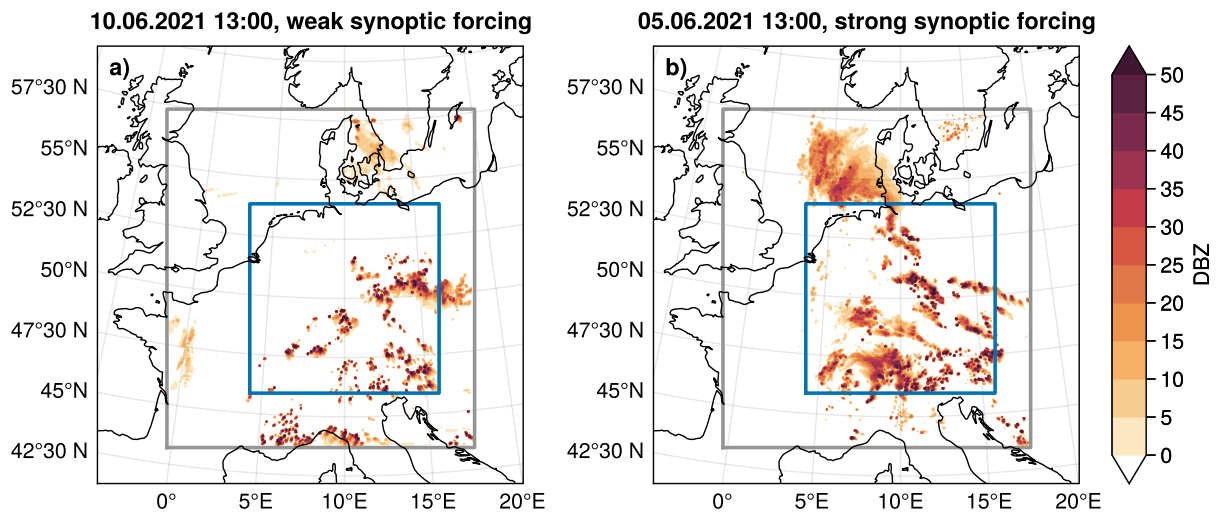 10.06.2021 13:00, weak synoptic forcing
05.06.2021 13:00, strong synoptic forcing
a)
b)
57°30 N
55°N
52°30 N
50°N
47°30 N
45°N
42°30 N
0°
5°E
10°E
15°E
20°E
57°30 N
55°N
52°30 N
50°N
47°30 N
45°N
42°30 N
0°
5°E
10°E
15°E
20°E
50
45
40
35
30
25
20
15
10
5
0
DBZ